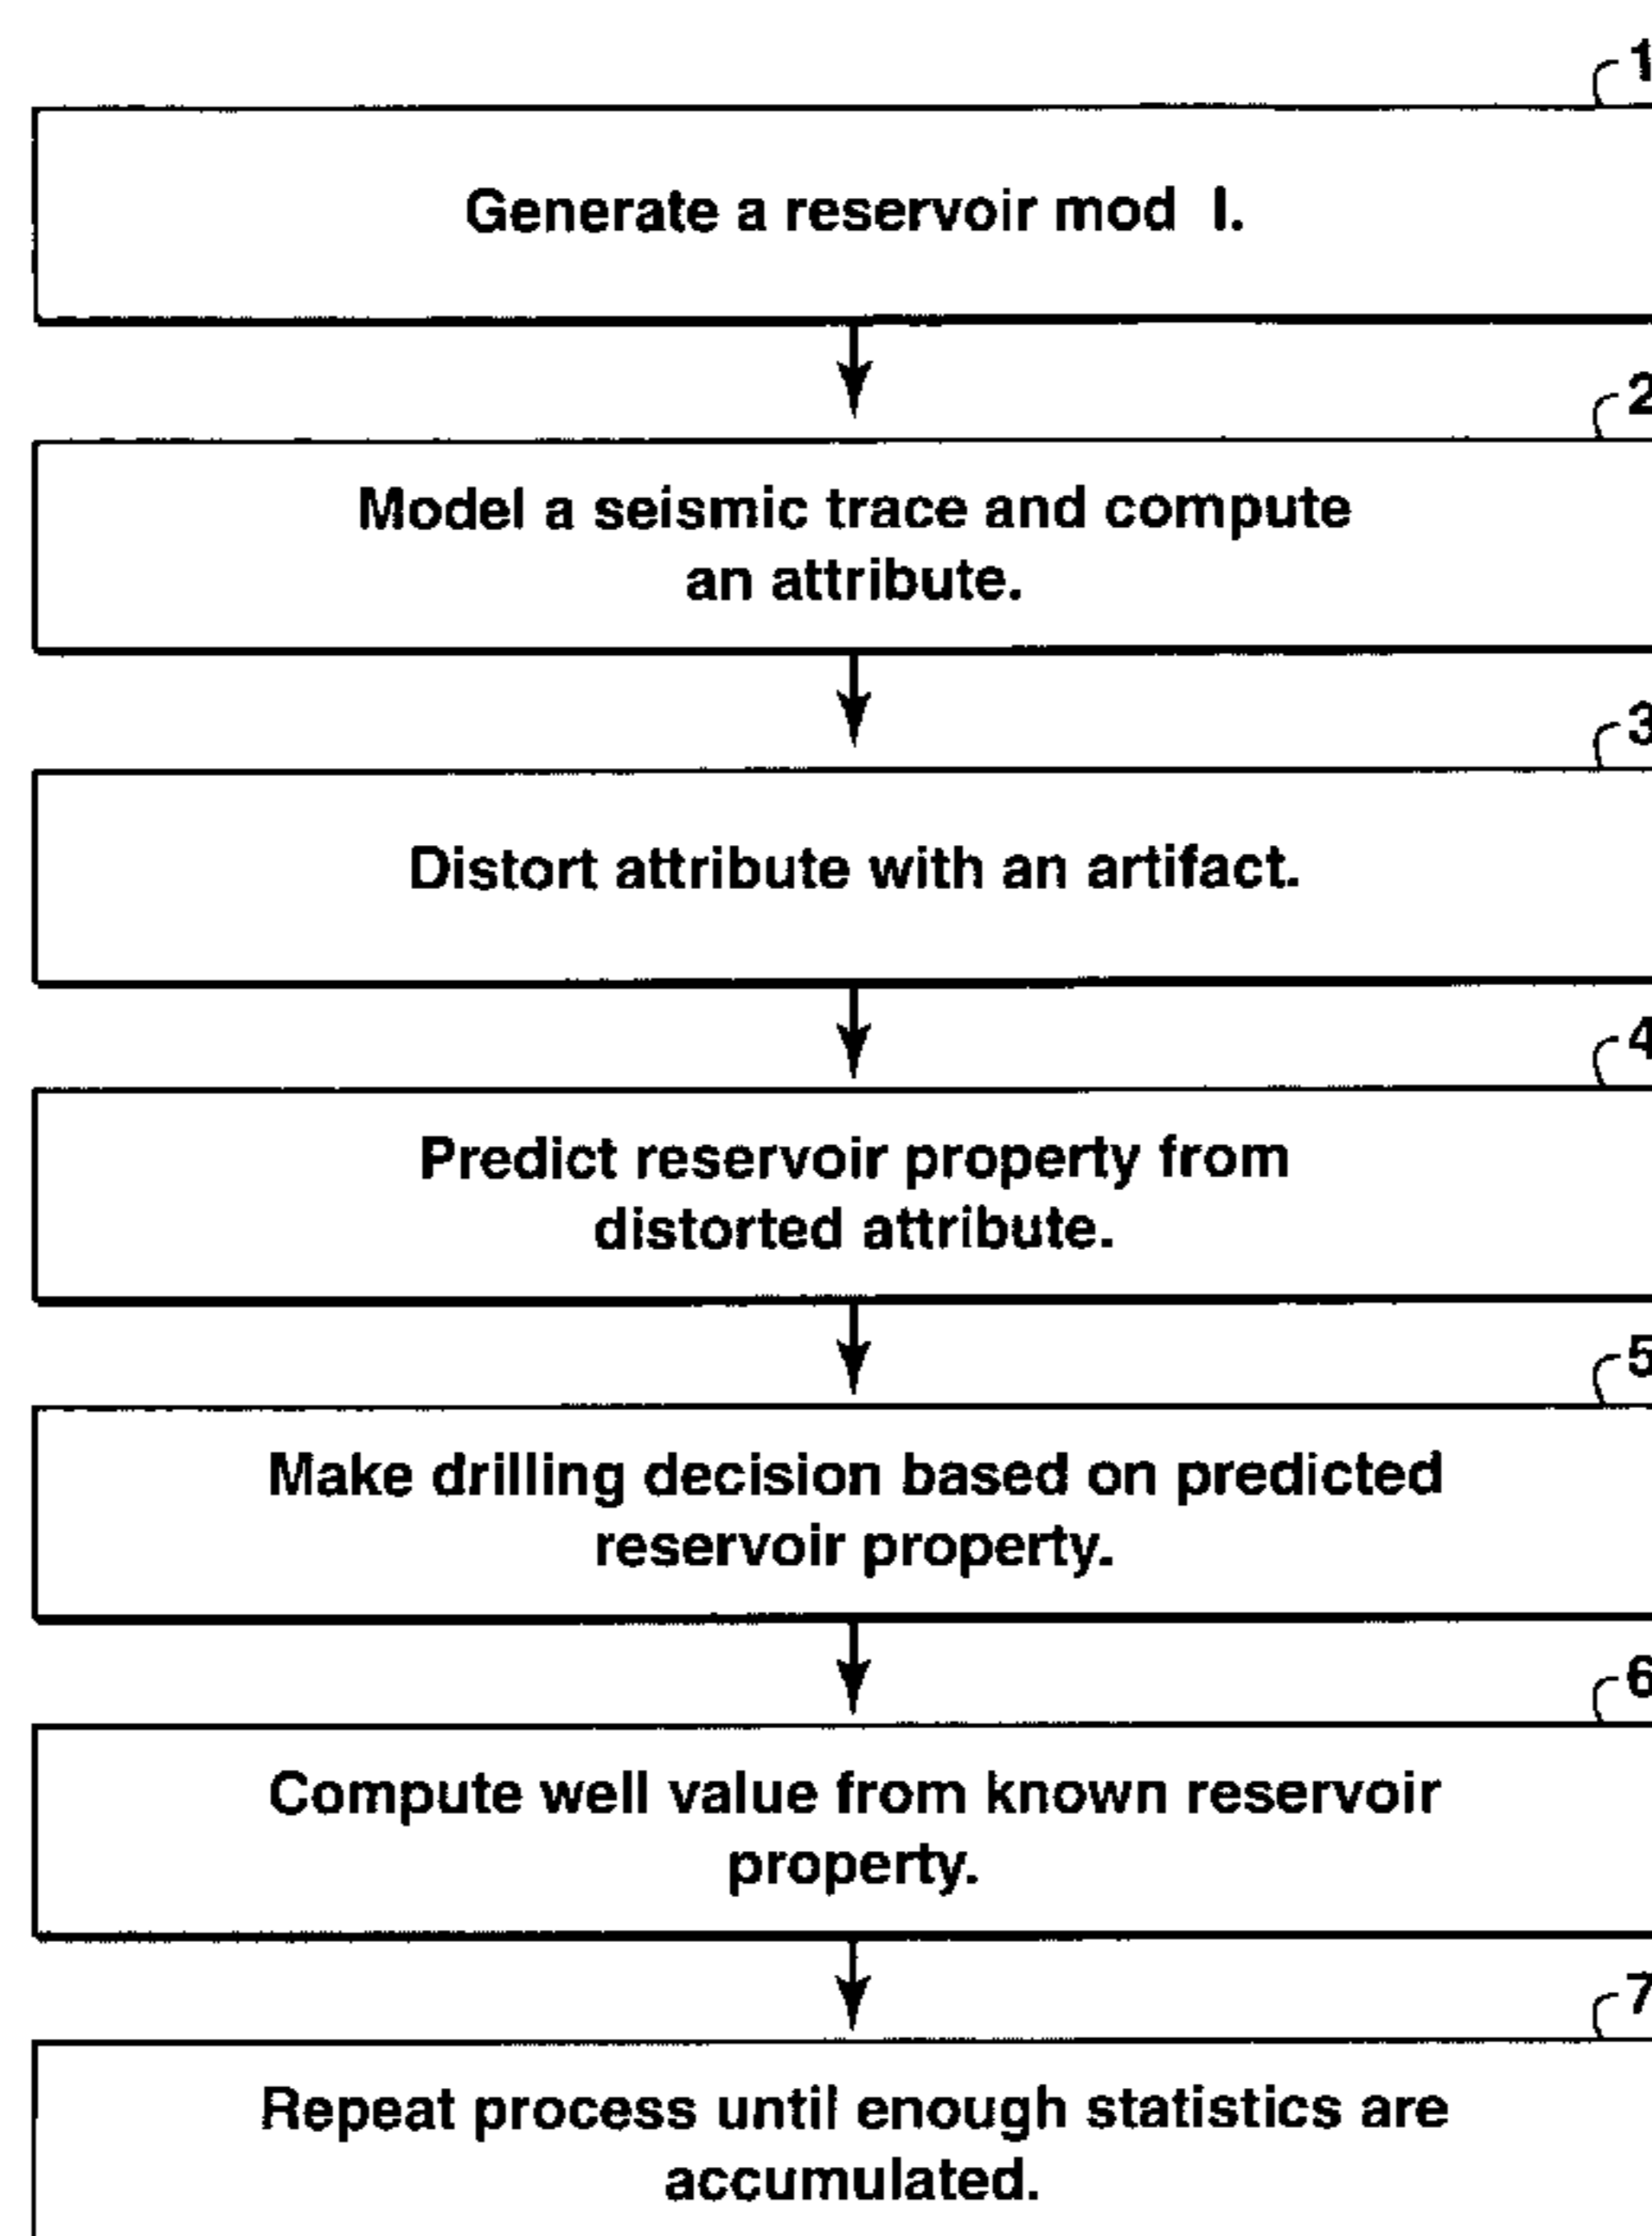 1
Generate a reservoir mod l.
2
Model a seismic trace and compute
an attribute.
3
Distort attribute with an artifact.
4
Predict reservoir property from
distorted attribute.
5
Make drilling decision based on predicted
reservoir property.
6
Compute well value from known reservoir
property.
7
Repeat process until enough statistics are
accumulated.